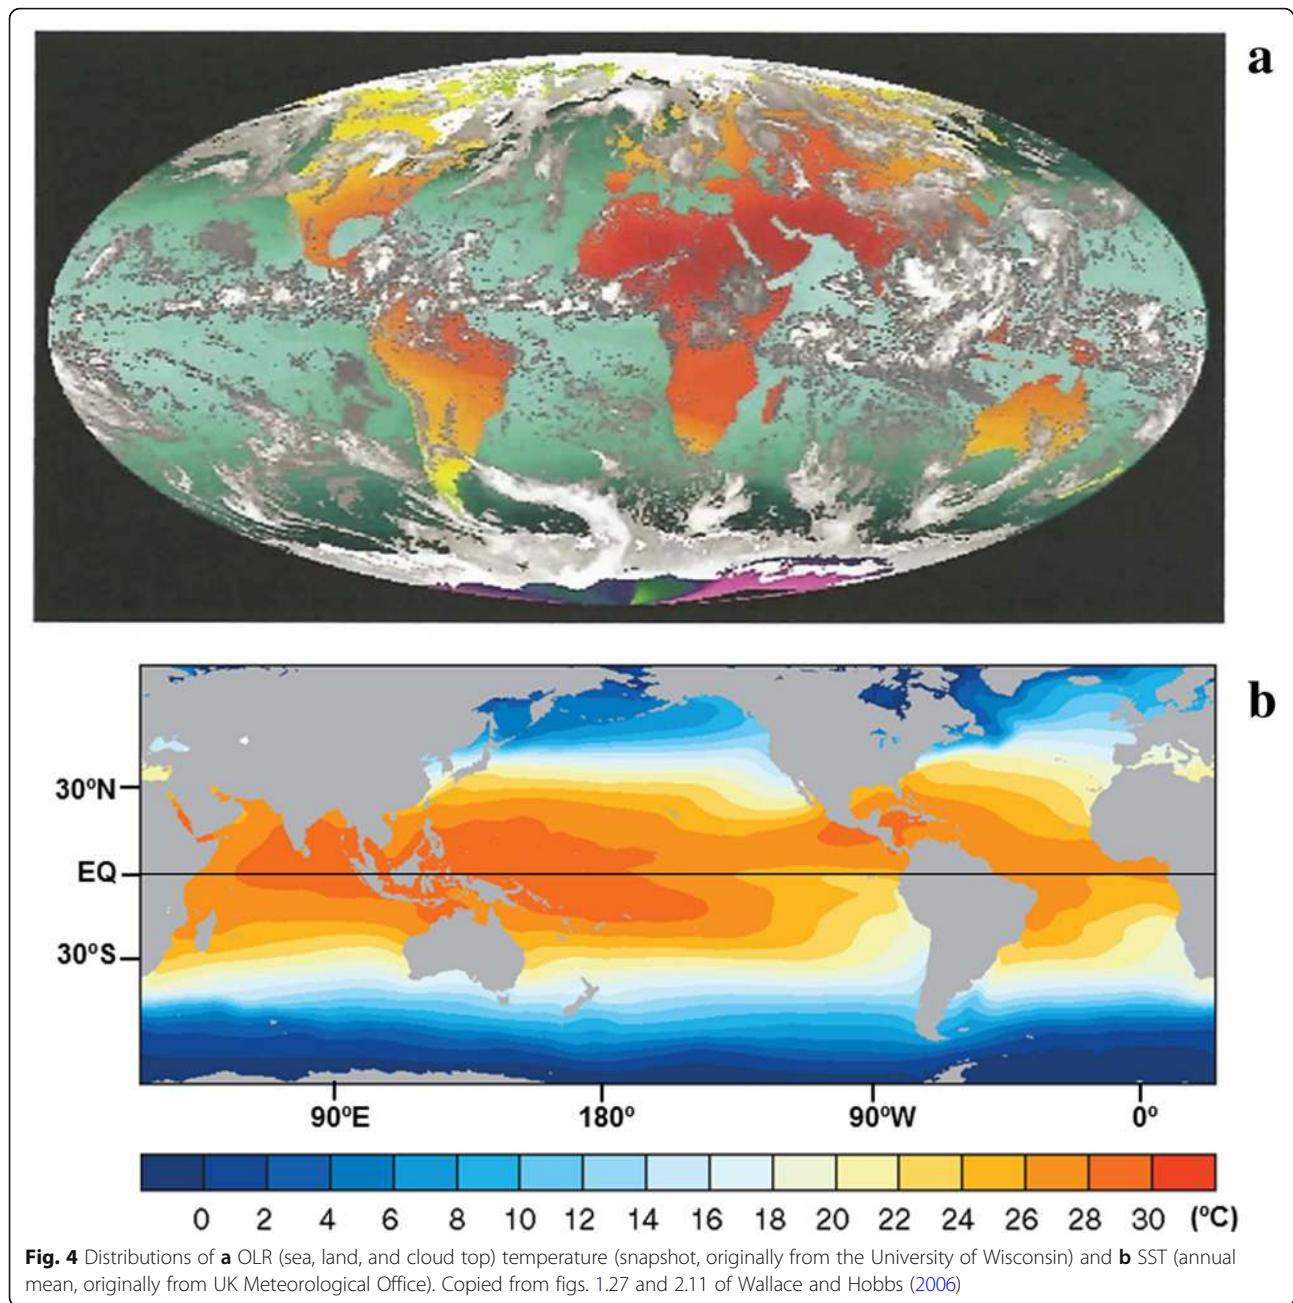 a
b
30ºN
EQ
30ºS
90ºE 180º 90ºW 0º
0 2 4 6 8 10 12 14 16 18 20 22 24 26 28 30 (ºC)
Fig. 4 Distributions of a OLR (sea, land, and cloud top) temperature (snapshot, originally from the University of Wisconsin) and b SST (annual
mean, originally from UK Meteorological Office). Copied from figs. 1.27 and 2.11 of Wallace and Hobbs (2006)